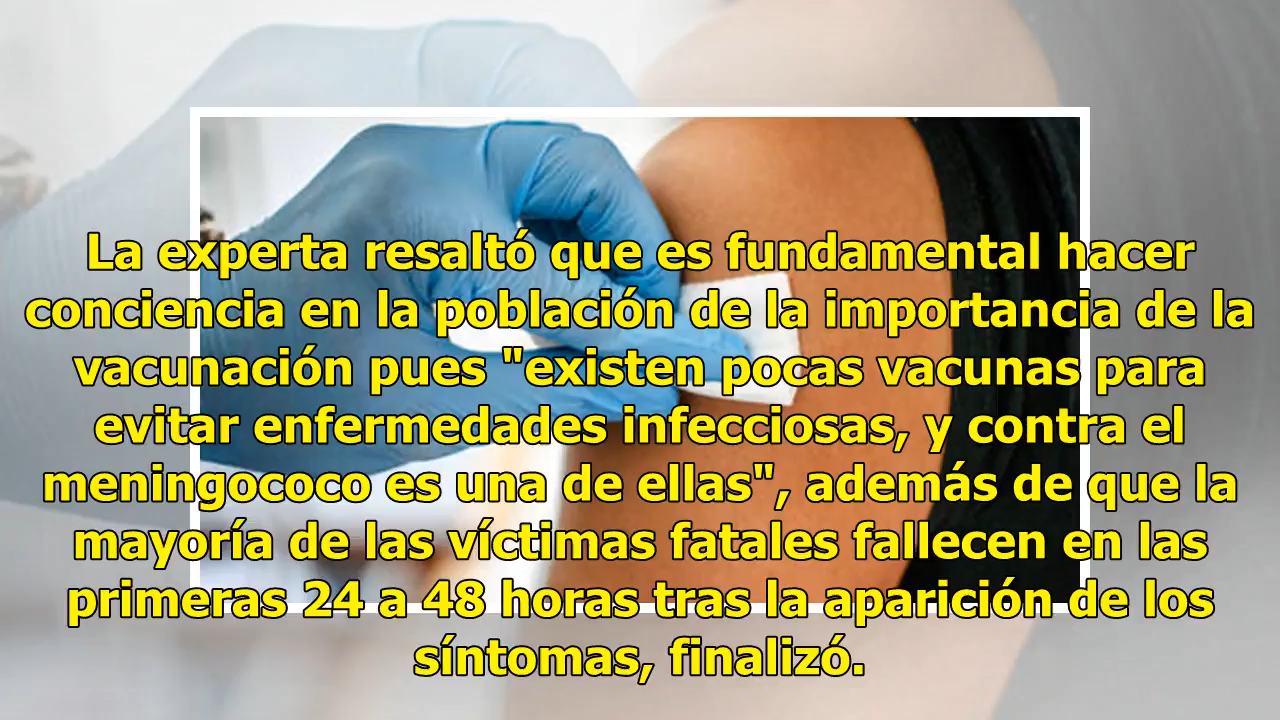 La experta resaltó que es fundamental hacer
conciencia en la población de la importancia de la
vacunación pues "existen pocas vacunas para
evitar enfermedades infecciosas, y contra el
meningococo es una de ellas", además de que la
mayoría de las víctimas fatales fallecen en las
primeras 24 a 48 horas tras la aparición de los
síntomas, finalizó.